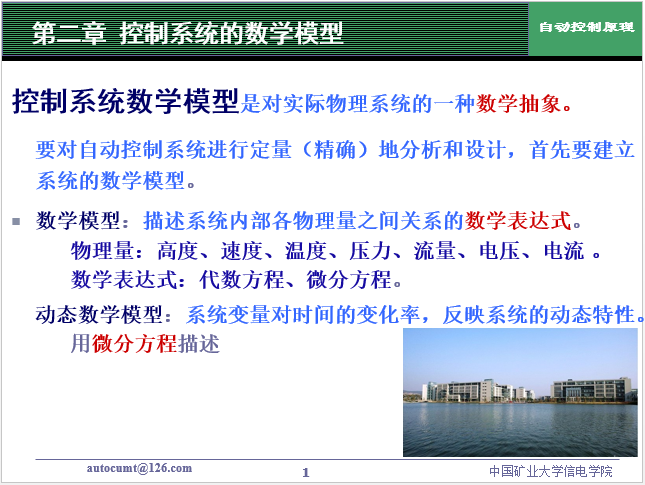 第二章 控制系统的数学模型
自动控制原理
控制系统数学模型是对实际物理系统的一种数学抽象。
要对自动控制系统进行定量（精确）地分析和设计，首先要建立
系统的数学模型。
数学模型：描述系统内部各物理量之间关系的数学表达式。
物理量：高度、速度、温度、压力、流量、电压、电流 。
数学表达式：代数方程、微分方程。
动态数学模型：系统变量对时间的变化率，反映系统的动态特性。
用微分方程描述
autocumt@126.com
1
中国矿业大学信电学院